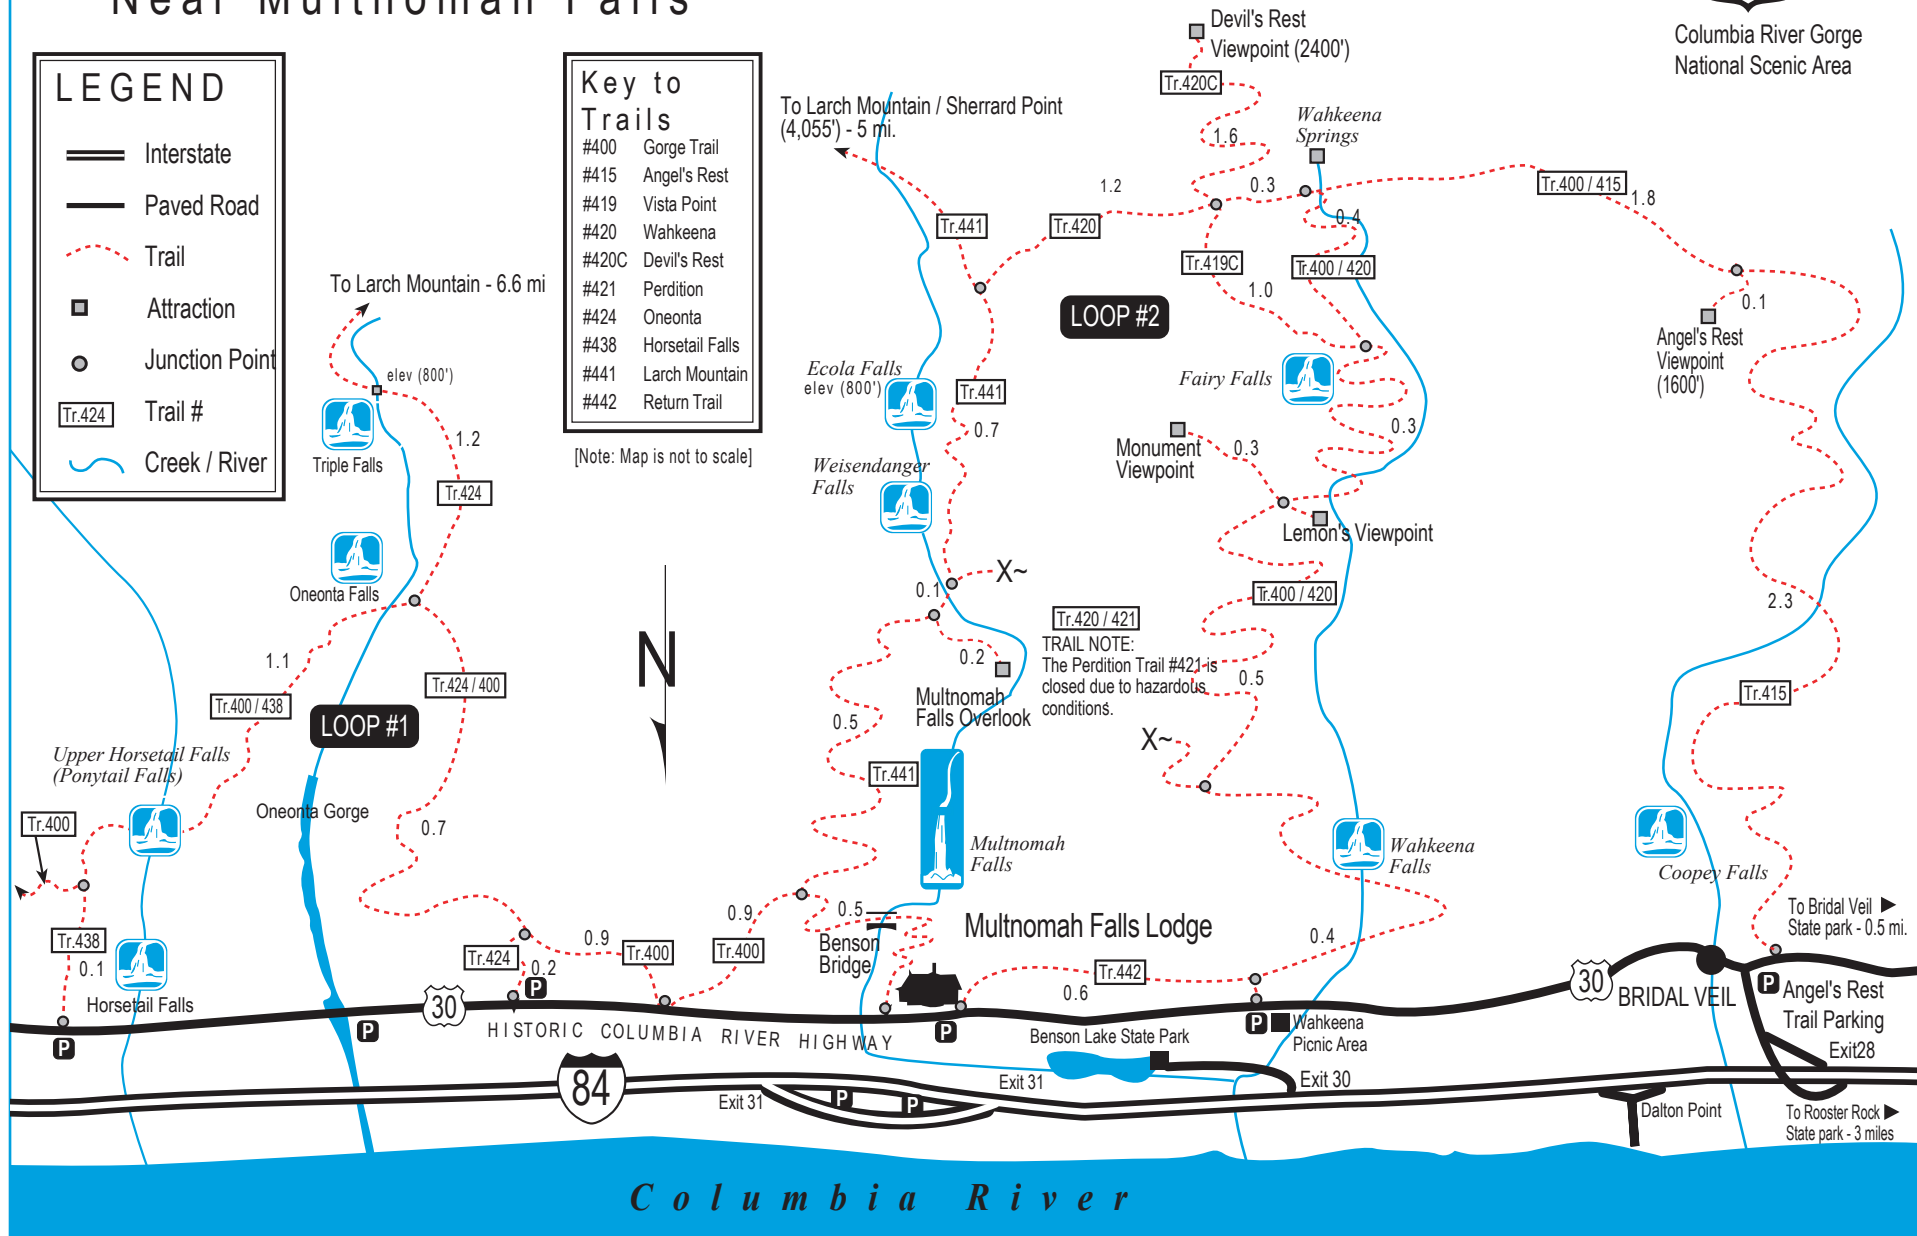 Near Multnomah Falls
Columbia River Gorge
National Scenic Area
LEGEND
Interstate
Paved Road
Trail
Attraction
Junction Point
Tr.424
Trail #
Creek / River
Key to
Trails
#400 Gorge Trail
#415 Angel's Rest
#419 Vista Point
#420 Wahkeena
#420C Devil's Rest
#421 Perdition
#424 Oneonta
#438 Horsetail Falls
#441 Larch Mountain
#442 Return Trail
[Note: Map is not to scale]
To Larch Mountain / Sherrard Point
(4,055') - 5 mi.
Devil's Rest
Viewpoint (2400')
Tr.420C
1.6
Wahkeena
Springs
1.2
0.3
Tr.400 / 415
1.8
Tr.441
Tr.420
0.4
Tr.419C
Tr.400 / 420
1.0
LOOP #2
0.1
Angel's Rest
Viewpoint
(1600')
To Larch Mountain - 6.6 mi
elev (800')
Triple Falls
1.2
Tr.424
Oneonta Falls
Ecola Falls
elev (800')
Tr.441
0.7
Weisendanger
Falls
Fairy Falls
0.3
Monument
Viewpoint
0.3
Lemon's Viewpoint
X~
0.1
Tr.400 / 420
2.3
Tr.420 / 421
TRAIL NOTE:
The Perdition Trail #421 is
closed due to hazardous
conditions.
0.2
Multnomah
Falls Overlook
0.5
N
1.1
Tr.424 / 400
Tr.400 / 438
LOOP #1
0.5
Tr.415
X~
Tr.441
Upper Horsetail Falls
(Ponytail Falls)
Oneonta Gorge
Tr.400
0.7
Multnomah
Falls
Wahkeena
Falls
Coopey Falls
0.9
0.5
Benson
Bridge
Multnomah Falls Lodge
To Bridal Veil
State park - 0.5 mi.
Tr.438
0.1
Horsetail Falls
Tr.424
0.2
0.9
Tr.400
Tr.400
Tr.442
0.6
0.4
P
30
30
BRIDAL VEIL
P
Angel's Rest
Trail Parking
Exit28
P
P
HISTORIC COLUMBIA RIVER HIGHWAY
P
Benson Lake State Park
P
Wahkeena
Picnic Area
84
Exit 31
P
P
Exit 31
Exit 30
Dalton Point
To Rooster Rock
State park - 3 miles
Columbia River